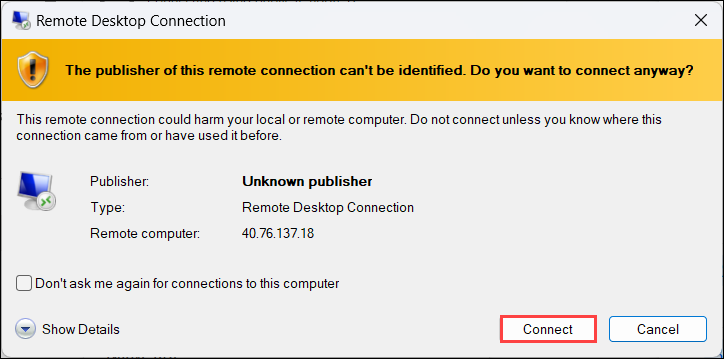 Remote Desktop Connection
The publisher of this remote connection can't be identified. Do you want to connect anyway?
This remote connection could harm your local or remote computer. Do not connect unless you know where this
connection came from or have used it before.
Publisher: Unknown publisher
Type: Remote Desktop Connection
Remote computer: 40.76.137.18
Don't ask me again for connections to this computer
Show Details Connect Cancel